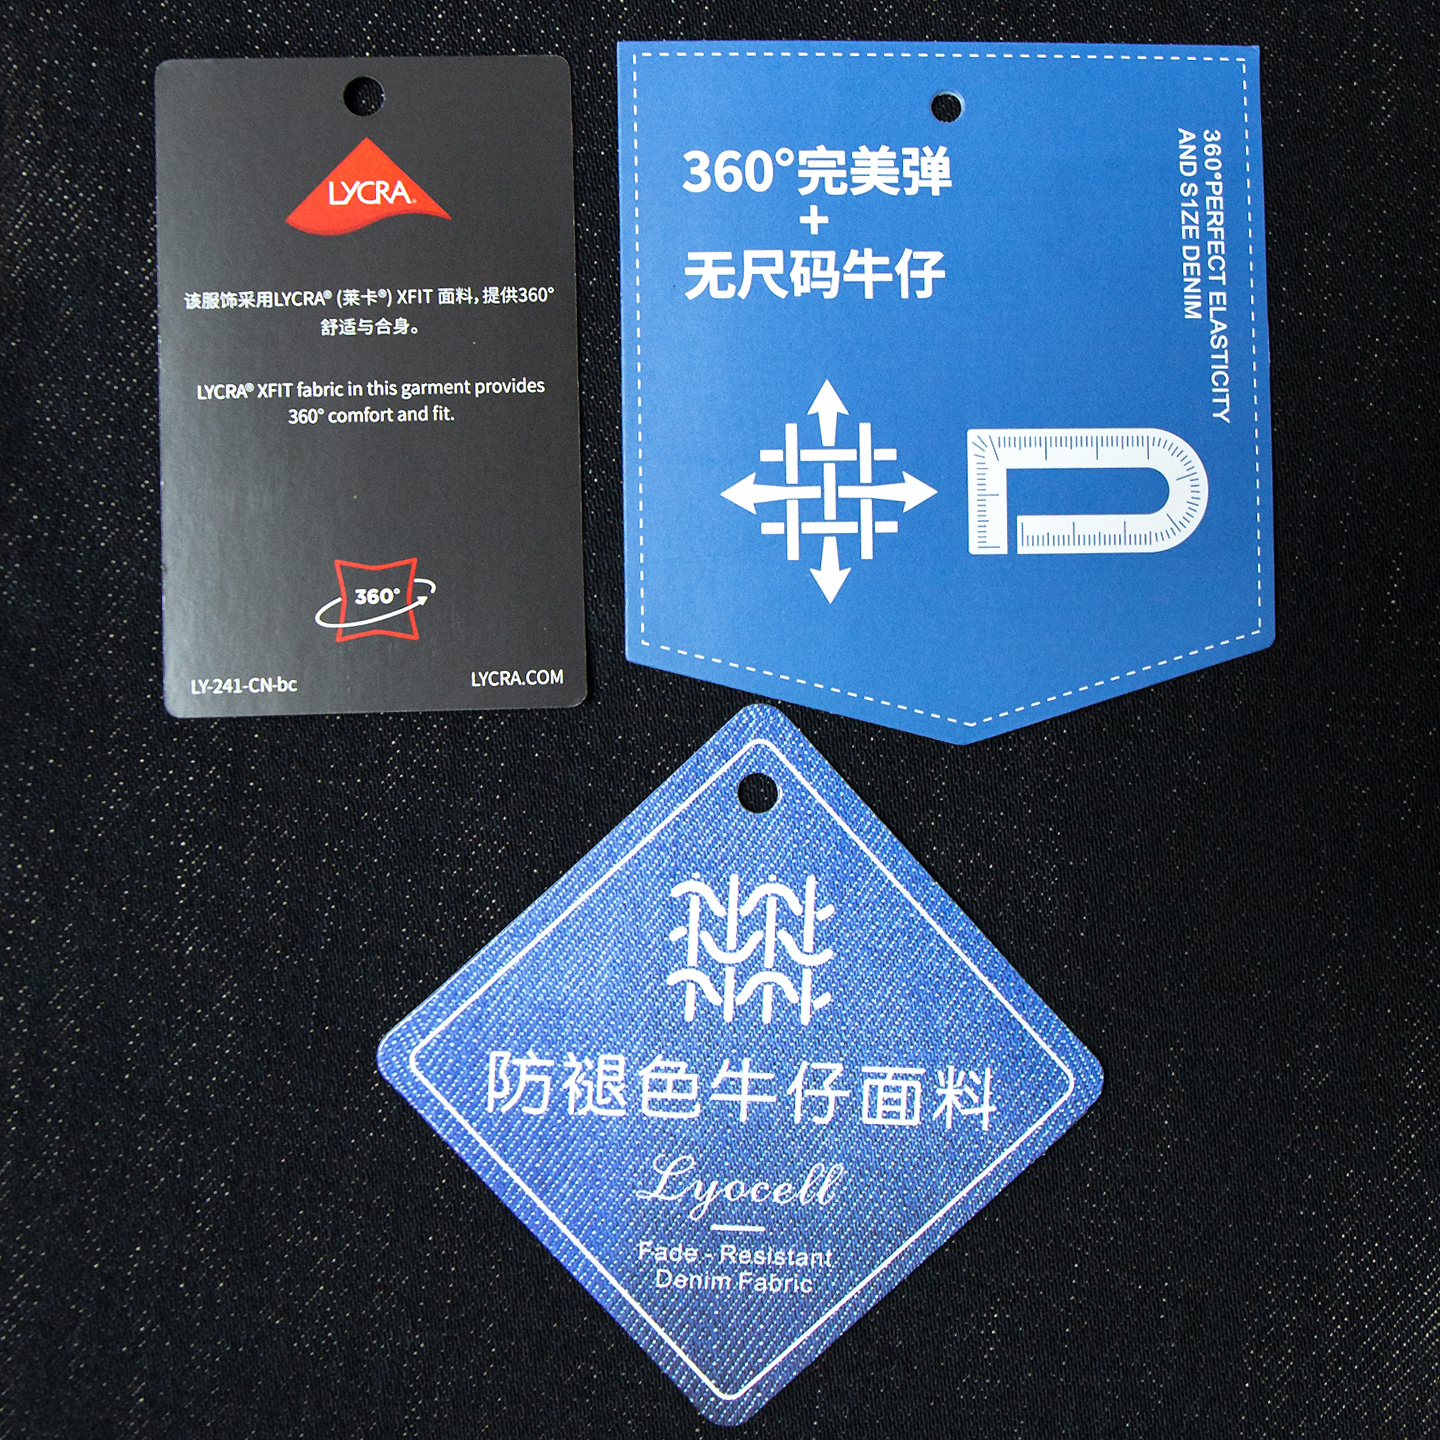 LYCRA®
该服饰采用LYCRA® (莱卡®) XFIT 面料，提供360°
舒适与合身。
LYCRA® XFIT fabric in this garment provides
360° comfort and fit.
360°
LY-241-CN-bc
LYCRA.COM
360°完美弹
+
无尺码牛仔
360°PERFECT ELASTICITY
AND S1ZE DENIM
防褪色牛仔面料
Lyocell
Fade - Resistant
Denim Fabric